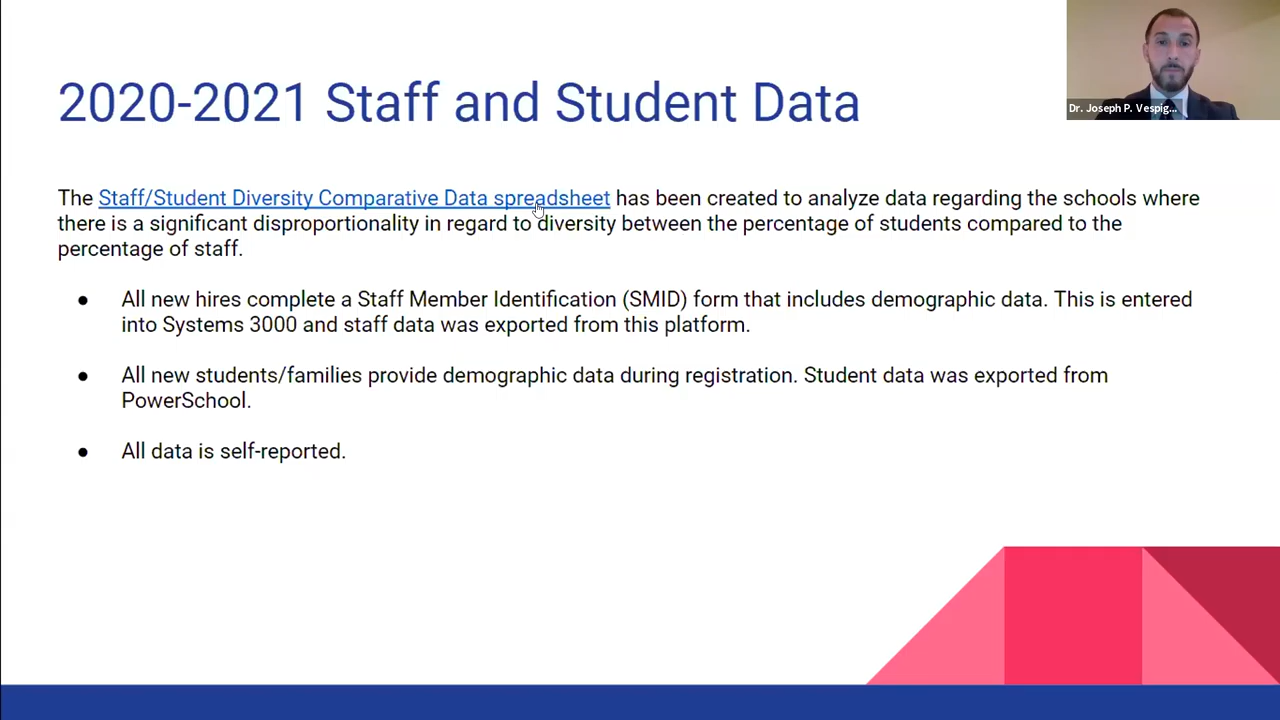 2020-2021 Staff and Student Data
Dr. Joseph P. Vespig...
The Staff/Student Diversity Comparative Data spreadsheet has been created to analyze data regarding the schools where
there is a significant disproportionality in regard to diversity between the percentage of students compared to the
percentage of staff.
● All new hires complete a Staff Member Identification (SMID) form that includes demographic data. This is entered
into Systems 3000 and staff data was exported from this platform.
● All new students/families provide demographic data during registration. Student data was exported from
PowerSchool.
● All data is self-reported.